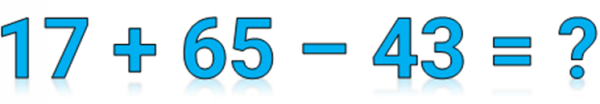 17 + 65 − 43 = ?